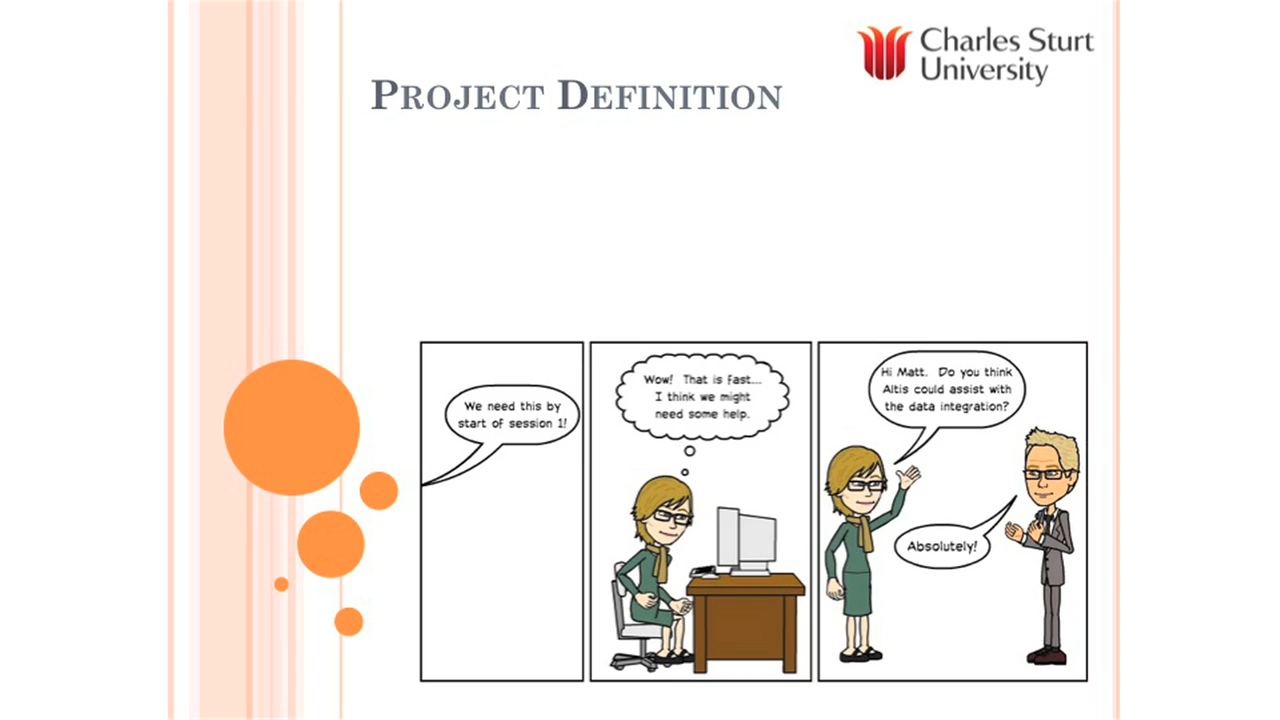 Charles Sturt
University
PROJECT DEFINITION
We need this by
start of session 1!
Wow! That is fast...
I think we might
need some help.
Hi Matt. Do you think
Altis could assist with
the data integration?
Absolutely!